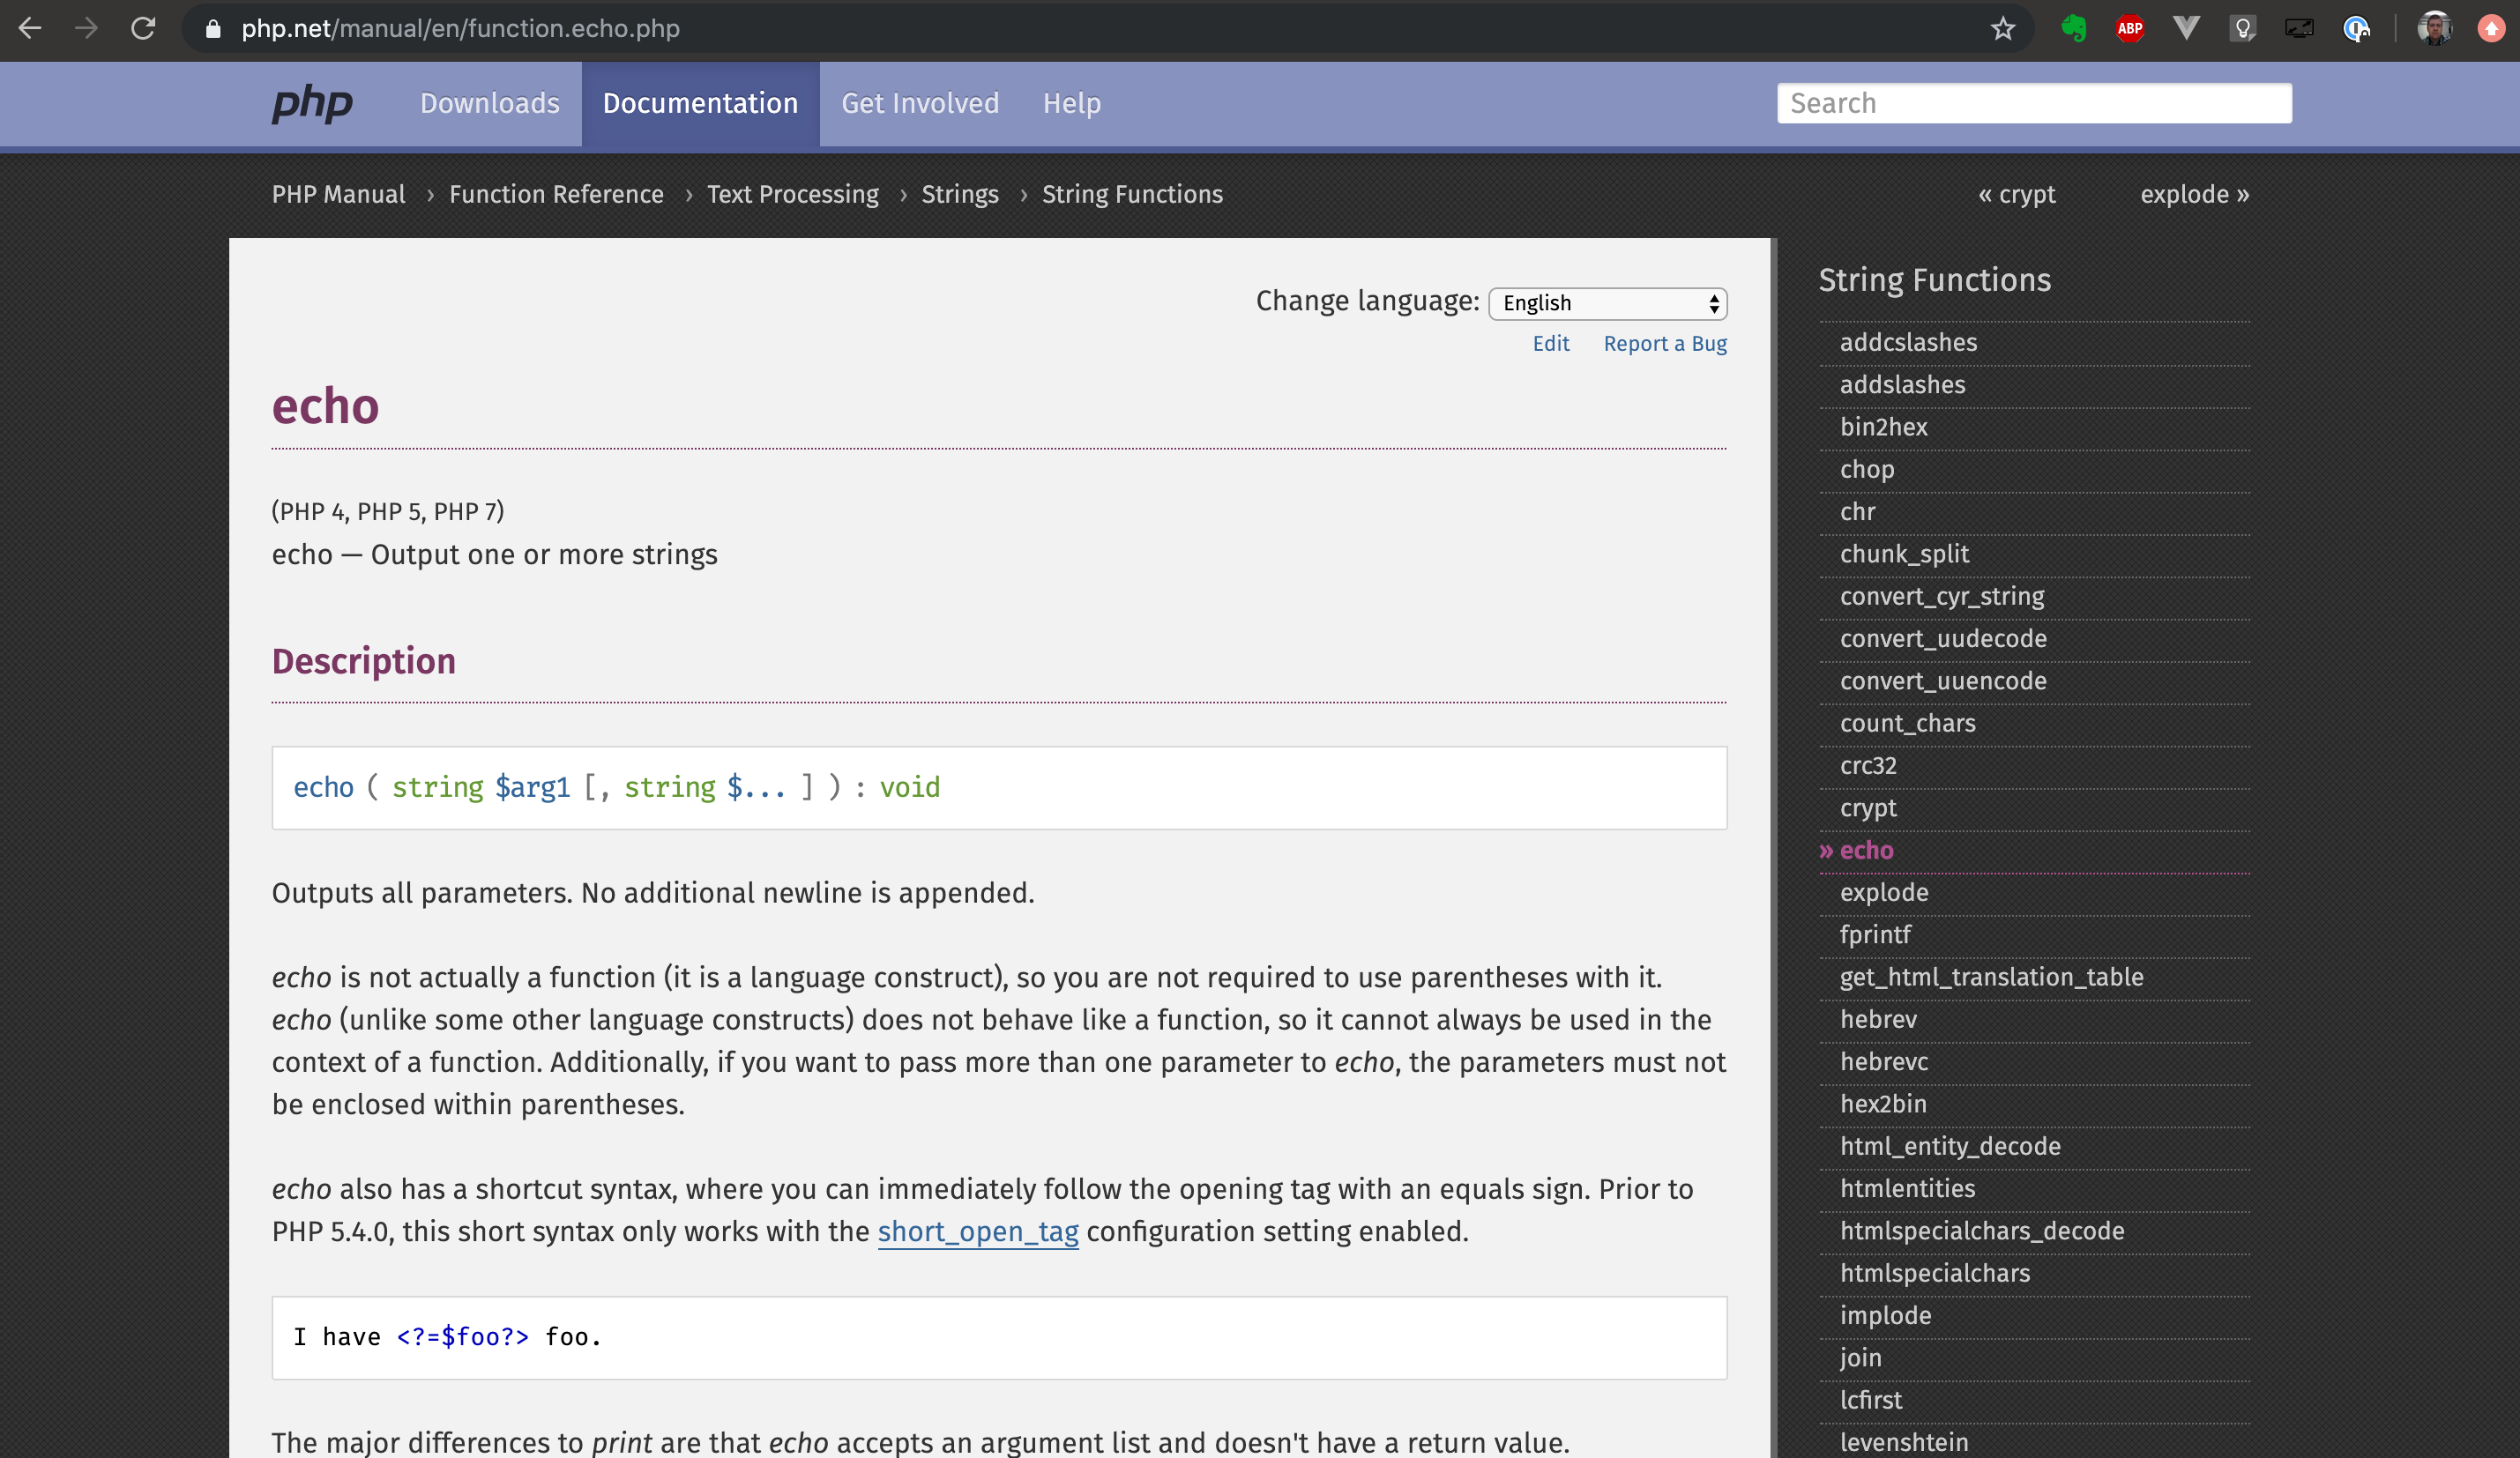 php.net/manual/en/function.echo.php
ABP
php
Downloads
Documentation
Get Involved
Help
Search
PHP Manual › Function Reference › Text Processing › Strings › String Functions
« crypt
explode »
Change language: English
Edit
Report a Bug
echo
(PHP 4, PHP 5, PHP 7)
echo — Output one or more strings
Description
echo ( string $arg1 [, string $... ] ) : void
Outputs all parameters. No additional newline is appended.
echo is not actually a function (it is a language construct), so you are not required to use parentheses with it.
echo (unlike some other language constructs) does not behave like a function, so it cannot always be used in the
context of a function. Additionally, if you want to pass more than one parameter to echo, the parameters must not
be enclosed within parentheses.
echo also has a shortcut syntax, where you can immediately follow the opening tag with an equals sign. Prior to
PHP 5.4.0, this short syntax only works with the short_open_tag configuration setting enabled.
I have <?=$foo?> foo.
The major differences to print are that echo accepts an argument list and doesn't have a return value.
String Functions
addcslashes
addslashes
bin2hex
chop
chr
chunk_split
convert_cyr_string
convert_uudecode
convert_uuencode
count_chars
crc32
crypt
» echo
explode
fprintf
get_html_translation_table
hebrev
hebrevc
hex2bin
html_entity_decode
htmlentities
htmlspecialchars_decode
htmlspecialchars
implode
join
lcfirst
levenshtein